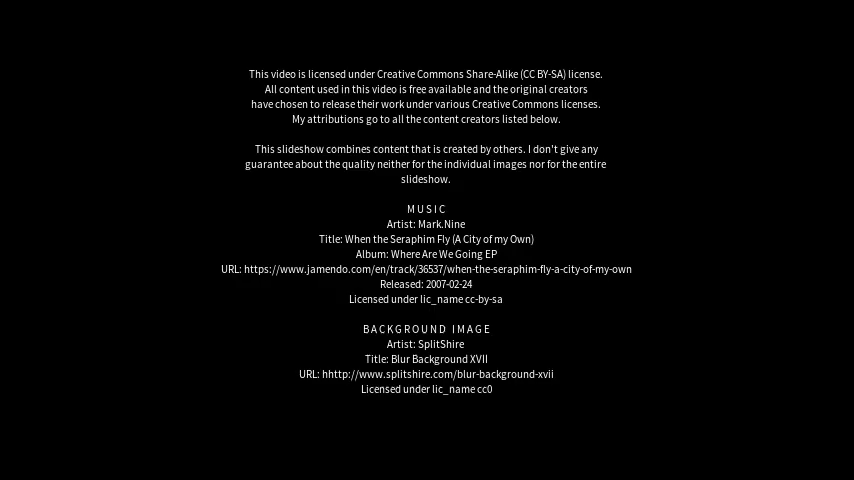 This video is licensed under Creative Commons Share-Alike (CC BY-SA) license.
All content used in this video is free available and the original creators
have chosen to release their work under various Creative Commons licenses.
My attributions go to all the content creators listed below.
This slideshow combines content that is created by others. I don't give any
guarantee about the quality neither for the individual images nor for the entire
slideshow.
MUSIC
Artist: Mark.Nine
Title: When the Seraphim Fly (A City of my Own)
Album: Where Are We Going EP
URL: https://www.jamendo.com/en/track/36537/when-the-seraphim-fly-a-city-of-my-own
Released: 2007-02-24
Licensed under lic_name cc-by-sa
BACKGROUND IMAGE
Artist: SplitShire
Title: Blur Background XVII
URL: hhttp://www.splitshire.com/blur-background-xvii
Licensed under lic_name cc0